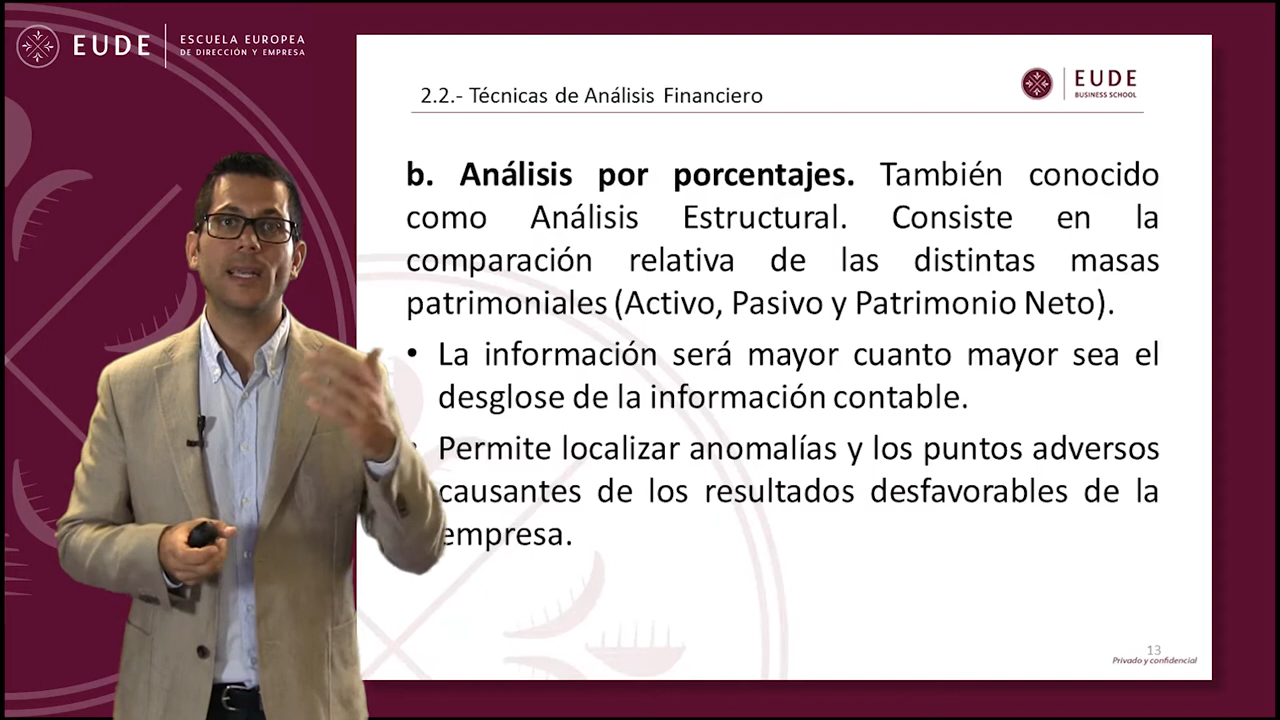 EUDE
ESCUELA EUROPEA
DE DIRECCIÓN Y EMPRESA
2.2.- Técnicas de Análisis Financiero
EUDE
BUSINESS SCHOOL
b. Análisis por porcentajes. También conocido
como Análisis Estructural. Consiste en la
comparación relativa de las distintas masas
patrimoniales (Activo, Pasivo y Patrimonio Neto).
• La información será mayor cuanto mayor sea el
desglose de la información contable.
Permite localizar anomalías y los puntos adversos
causantes de los resultados desfavorables de la
empresa.
13
Privado y confidencial